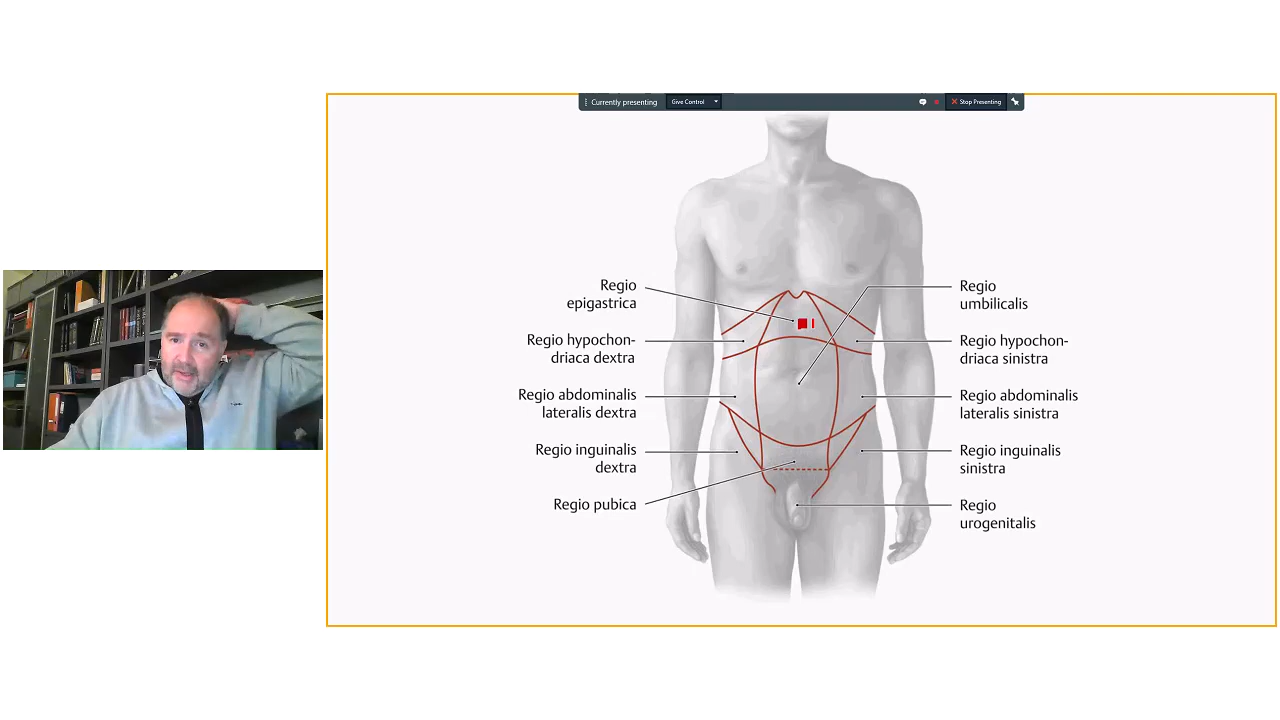 Currently presenting
Give Control
Stop Presenting
Regio
epigastrica
Regio hypochon-
driaca dextra
Regio abdominalis
lateralis dextra
Regio inguinalis
dextra
Regio pubica
Regio
umbilicalis
Regio hypochon-
driaca sinistra
Regio abdominalis
lateralis sinistra
Regio inguinalis
sinistra
Regio
urogenitalis